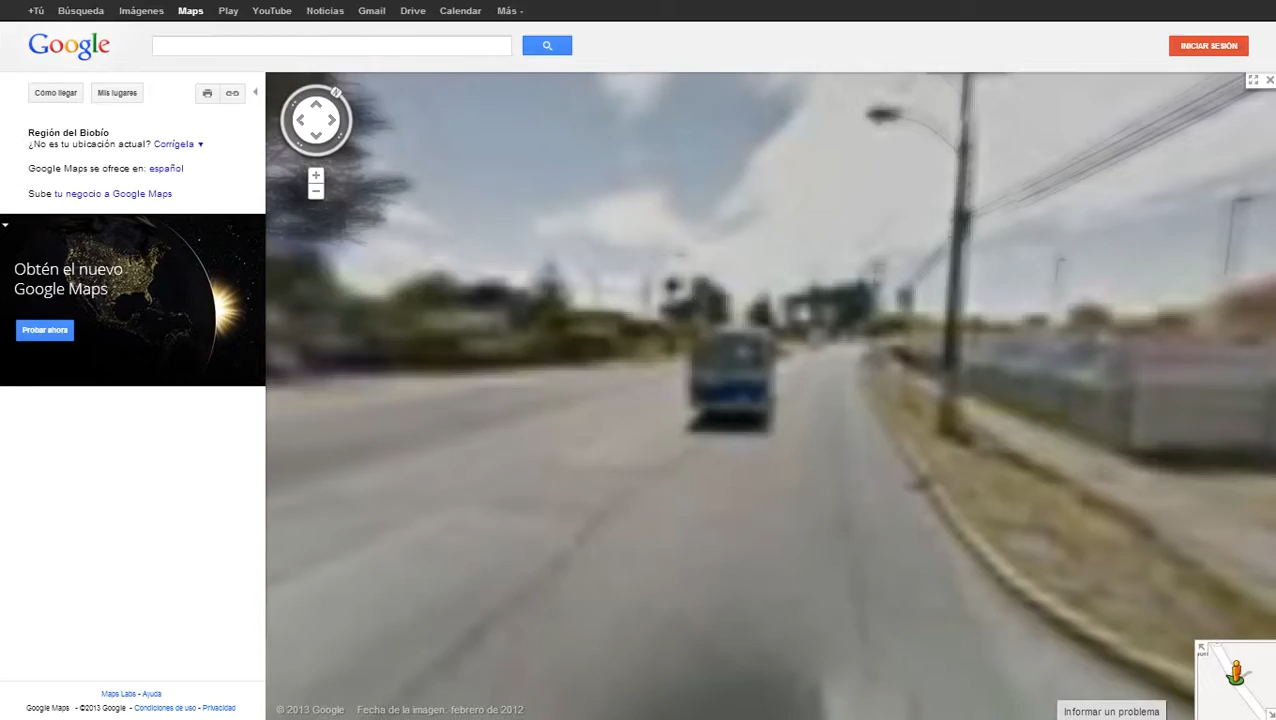 +Tú Búsqueda Imágenes Maps Play YouTube Noticias Gmail Drive Calendar Más
Google
INICIAR SESIÓN
Cómo llegar Mis lugares
Región del Biobío
¿No es tu ubicación actual? Corrígela ▼
Google Maps se ofrece en: español
Sube tu negocio a Google Maps
Obtén el nuevo
Google Maps
Probar ahora
Maps Labs - Ayuda
Google Maps - ©2013 Google - Condiciones de uso - Privacidad
© 2013 Google Fecha de la imagen: febrero de 2012
Informar un problema